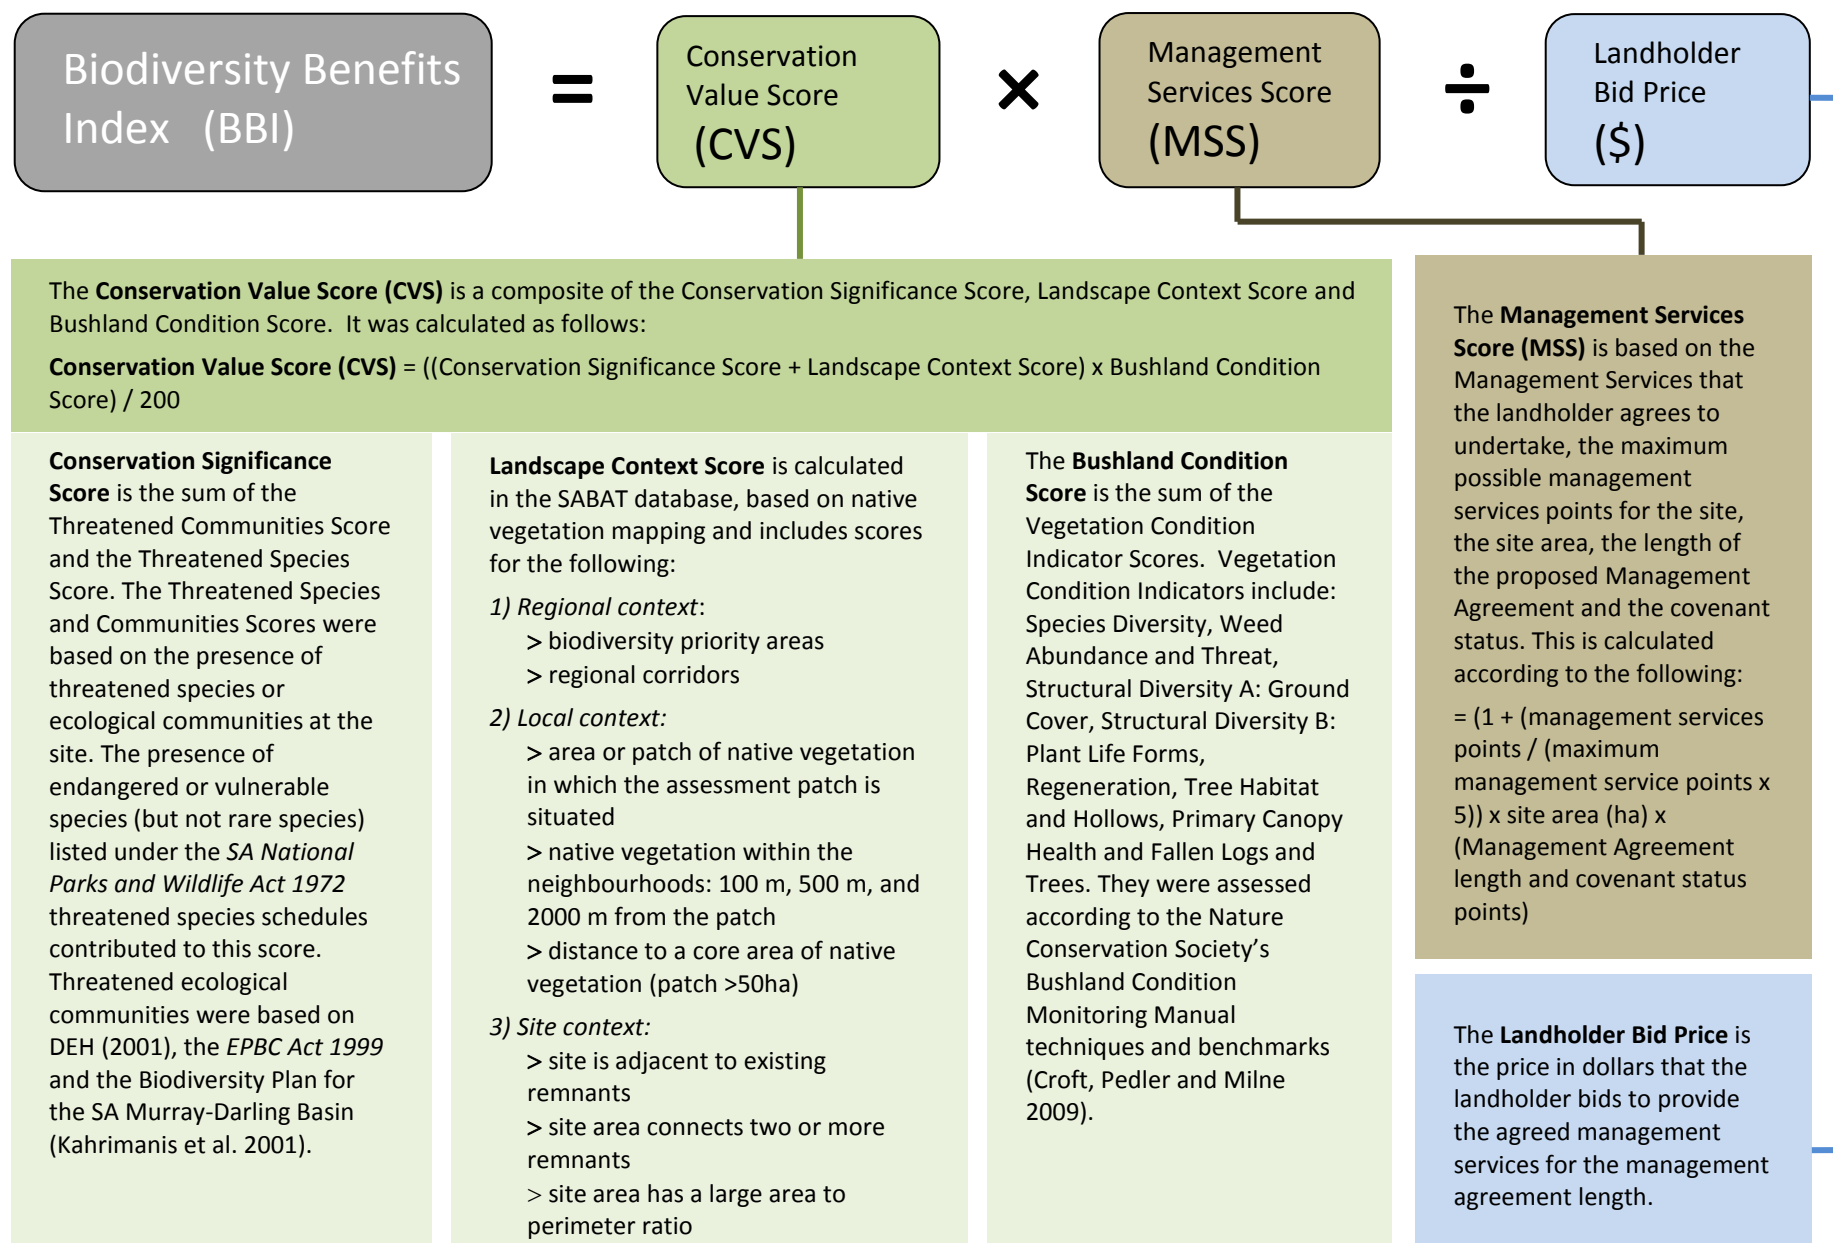 Biodiversity Benefits
Index (BBI)
=
Conservation
Value Score
(CVS)
×
Management
Services Score
(MSS)
÷
Landholder
Bid Price
($)
The Conservation Value Score (CVS) is a composite of the Conservation Significance Score, Landscape Context Score and
Bushland Condition Score. It was calculated as follows:
Conservation Value Score (CVS) = ((Conservation Significance Score + Landscape Context Score) x Bushland Condition
Score) / 200
Conservation Significance
Score is the sum of the
Threatened Communities Score
and the Threatened Species
Score. The Threatened Species
and Communities Scores were
based on the presence of
threatened species or
ecological communities at the
site. The presence of
endangered or vulnerable
species (but not rare species)
listed under the SA National
Parks and Wildlife Act 1972
threatened species schedules
contributed to this score.
Threatened ecological
communities were based on
DEH (2001), the EPBC Act 1999
and the Biodiversity Plan for
the SA Murray-Darling Basin
(Kahrimanis et al. 2001).
Landscape Context Score is calculated
in the SABAT database, based on native
vegetation mapping and includes scores
for the following:
1) Regional context:
> biodiversity priority areas
> regional corridors
2) Local context:
> area or patch of native vegetation
in which the assessment patch is
situated
> native vegetation within the
neighbourhoods: 100 m, 500 m, and
2000 m from the patch
> distance to a core area of native
vegetation (patch >50ha)
3) Site context:
> site is adjacent to existing
remnants
> site area connects two or more
remnants
> site area has a large area to
perimeter ratio
The Bushland Condition
Score is the sum of the
Vegetation Condition
Indicator Scores. Vegetation
Condition Indicators include:
Species Diversity, Weed
Abundance and Threat,
Structural Diversity A: Ground
Cover, Structural Diversity B:
Plant Life Forms,
Regeneration, Tree Habitat
and Hollows, Primary Canopy
Health and Fallen Logs and
Trees. They were assessed
according to the Nature
Conservation Society's
Bushland Condition
Monitoring Manual
techniques and benchmarks
(Croft, Pedler and Milne
2009).
The Management Services
Score (MSS) is based on the
Management Services that
the landholder agrees to
undertake, the maximum
possible management
services points for the site,
the site area, the length of
the proposed Management
Agreement and the covenant
status. This is calculated
according to the following:
= (1 + (management services
points / (maximum
management service points x
5)) x site area (ha) x
(Management Agreement
length and covenant status
points)
The Landholder Bid Price is
the price in dollars that the
landholder bids to provide
the agreed management
services for the management
agreement length.